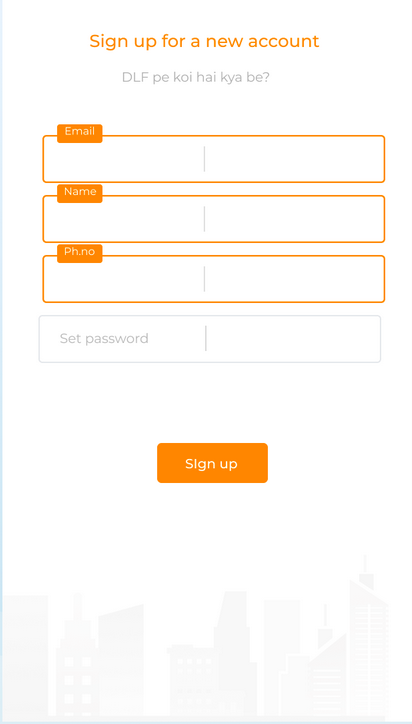 Sign up for a new account
DLF pe koi hai kya be?
Email
Name
Ph.no
Set password
SIgn up